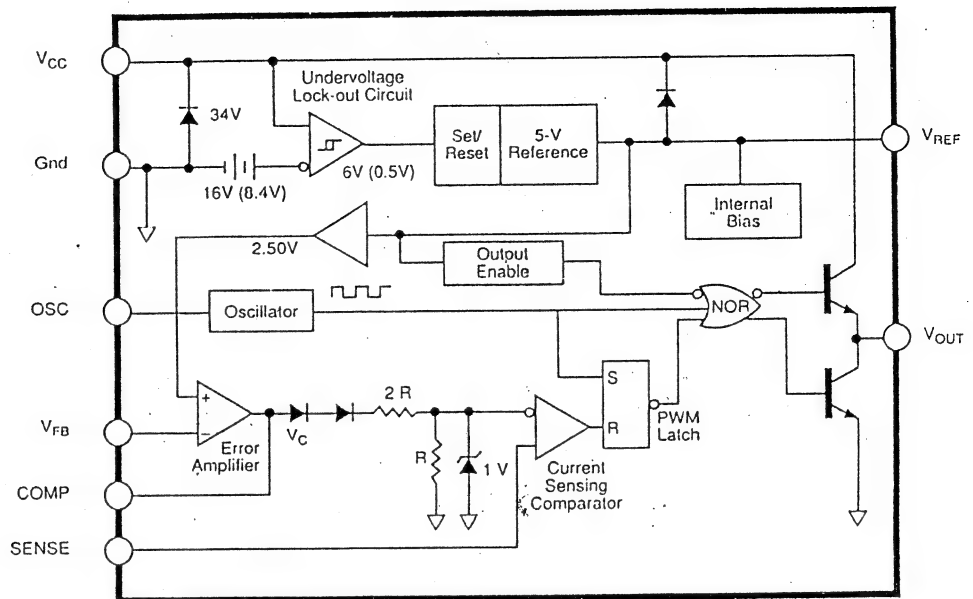 VCC
Undervoltage
Lock-out Circuit
34V
Set/
Reset
5-V
Reference
VREF
Gnd
16V (8.4V)
6V (0.5V)
Internal
Bias
2.50V
Output
Enable
OSC
Oscillator
NOR
VOUT
S
R
PWM
Latch
+
−
2 R
VC
VFB
Error
Amplifier
R
1 V
Current
Sensing
Comparator
COMP
SENSE